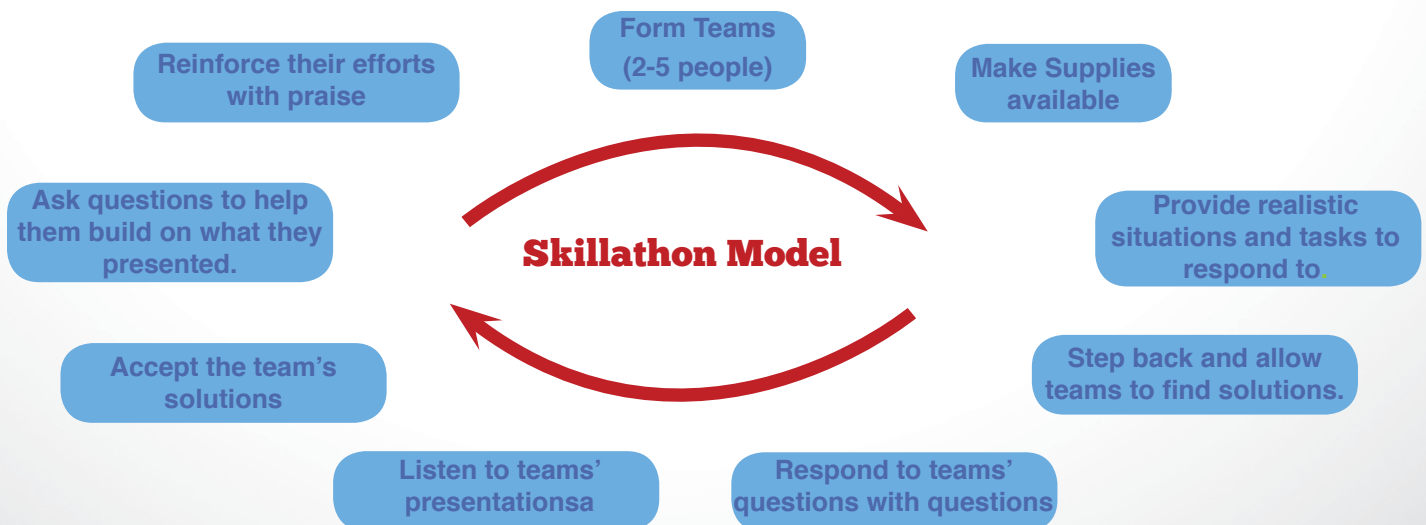 Form Teams
(2-5 people)
Make Supplies
available
Provide realistic
situations and tasks to
respond to.
Step back and allow
teams to find solutions.
Respond to teams’
questions with questions
Listen to teams’
presentationsa
Accept the team’s
solutions
Ask questions to help
them build on what they
presented.
Reinforce their efforts
with praise
Skillathon Model